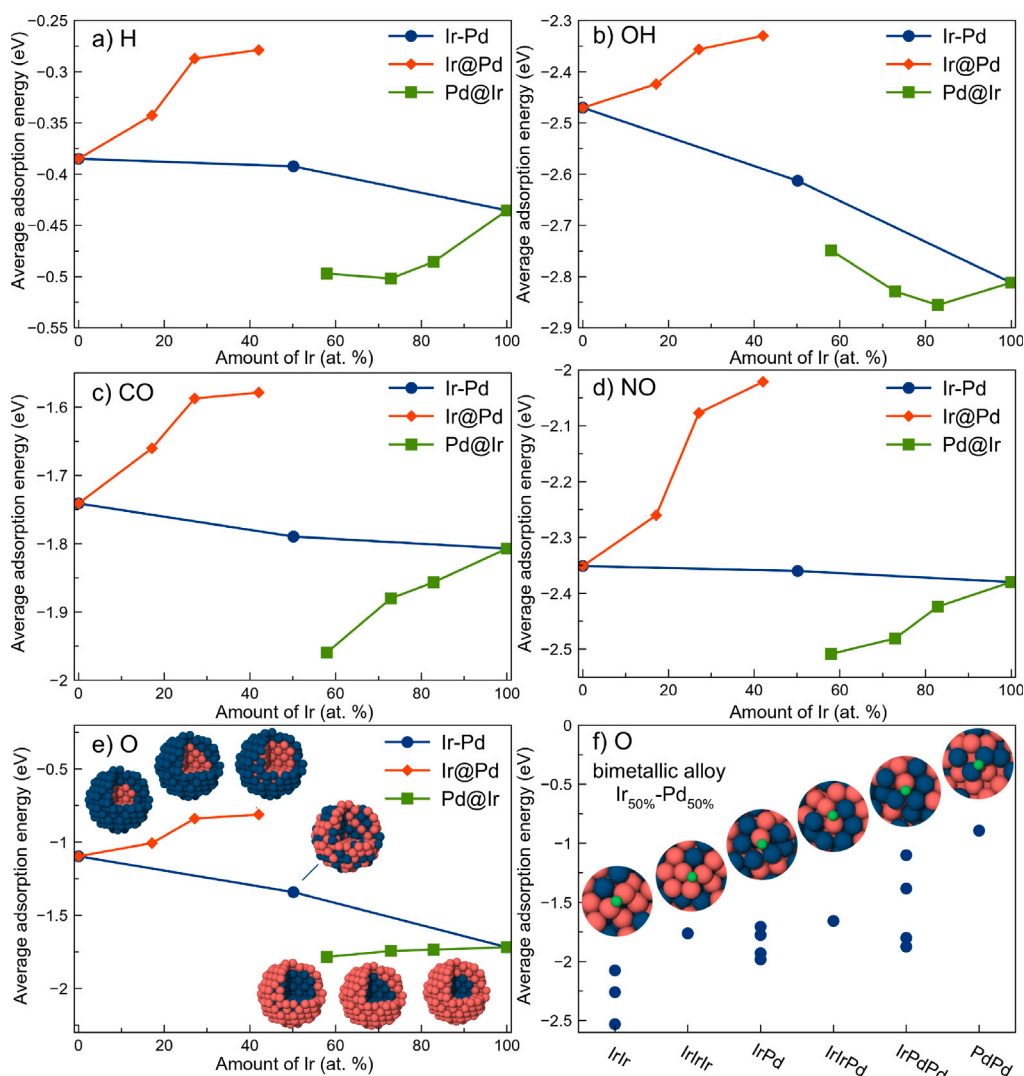 a) H
Ir-Pd
Ir@Pd
Pd@Ir
Average adsorption energy (eV)
−0.25
−0.3
−0.35
−0.4
−0.45
−0.5
−0.55
0
20
40
60
80
100
Amount of Ir (at. %)
b) OH
Ir-Pd
Ir@Pd
Pd@Ir
Average adsorption energy (eV)
−2.3
−2.4
−2.5
−2.6
−2.7
−2.8
−2.9
0
20
40
60
80
100
Amount of Ir (at. %)
c) CO
Ir-Pd
Ir@Pd
Pd@Ir
Average adsorption energy (eV)
−1.6
−1.7
−1.8
−1.9
−2
0
20
40
60
80
100
Amount of Ir (at. %)
d) NO
Ir-Pd
Ir@Pd
Pd@Ir
Average adsorption energy (eV)
−2
−2.1
−2.2
−2.3
−2.4
−2.5
0
20
40
60
80
100
Amount of Ir (at. %)
e) O
Ir-Pd
Ir@Pd
Pd@Ir
Average adsorption energy (eV)
−0.5
−1
−1.5
−2
0
20
40
60
80
100
Amount of Ir (at. %)
f) O
bimetallic alloy
Ir50%-Pd50%
Average adsorption energy (eV)
0
−0.5
−1
−1.5
−2
−2.5
IrIr
IrIrIr
IrPd
IrIrPd
IrPdPd
PdPd